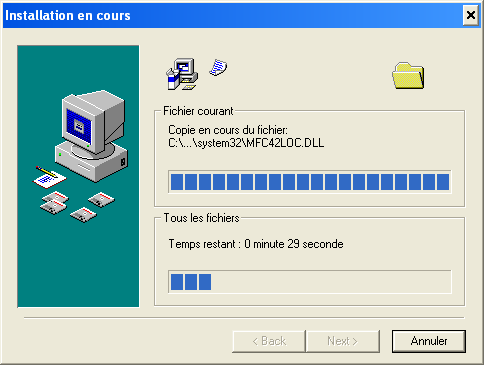 Installation en cours
Fichier courant
Copie en cours du fichier:
C:\...\system32\MFC42LOC.DLL
Tous les fichiers
Temps restant : 0 minute 29 seconde
< Back
Next >
Annuler